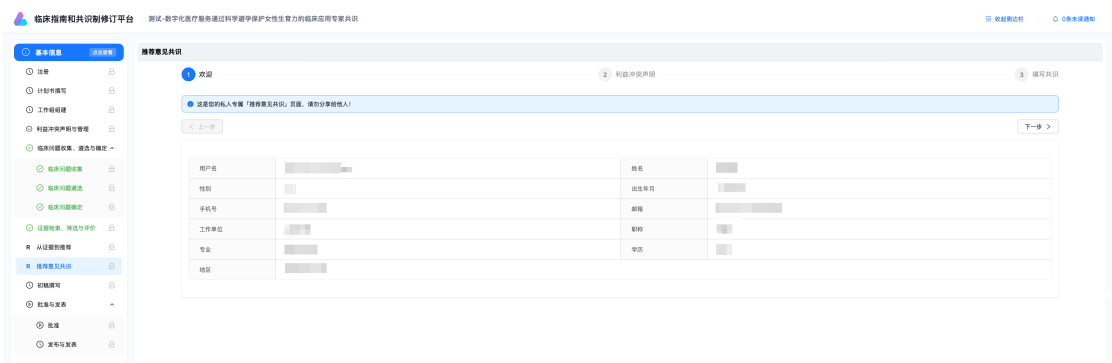 临床指南和共识制修订平台 测试-数字化医疗服务通过科学避孕保护女性生育力的临床应用专家共识 收起侧边栏 0条未读通知
基本信息 点击查看
注册
计划书撰写
工作组组建
利益冲突声明与管理
临床问题收集、遴选与确定
临床问题收集
临床问题遴选
临床问题确定
证据检索、筛选与评价
R 从证据到推荐
R 推荐意见共识
初稿撰写
批准与发表
批准
发布与发表
推荐意见共识
1 欢迎 2 利益冲突声明 3 填写共识
这是您的私人专属「推荐意见共识」页面，请勿分享给他人！
< 上一步 下一步 >
用户名 姓名
性别 出生年月
手机号 邮箱
工作单位 职称
专业 学历
地区